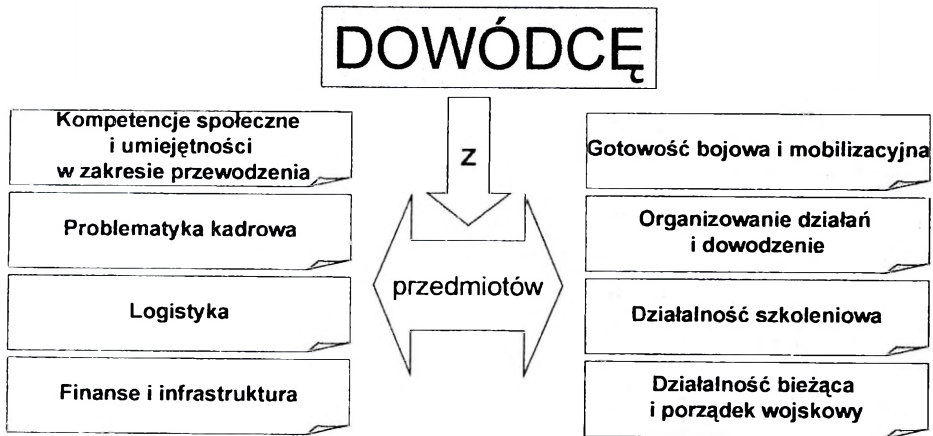 DOWÓDCĘ
z
przedmiotów
Kompetencje społeczne
i umiejętności
w zakresie przewodzenia
Problematyka kadrowa
Logistyka
Finanse i infrastruktura
Gotowość bojowa i mobilizacyjna
Organizowanie działań
i dowodzenie
Działalność szkoleniowa
Działalność bieżąca
i porządek wojskowy